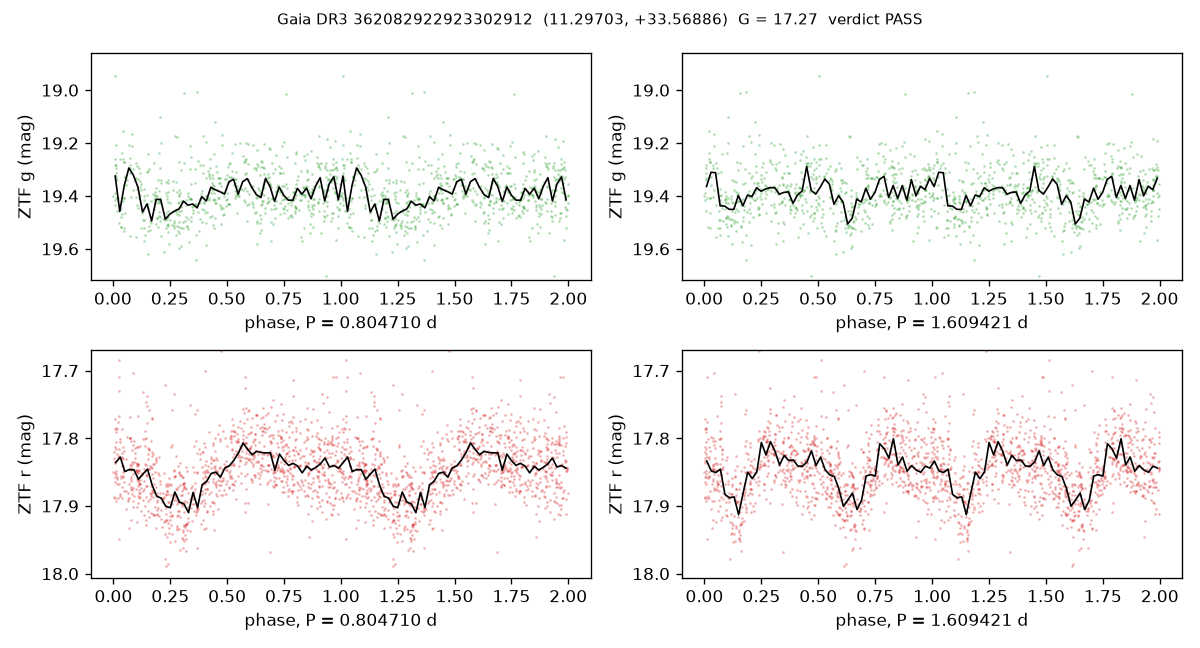 Gaia DR3 362082922923302912 (11.29703, +33.56886) G = 17.27 verdict PASS
ZTF g (mag)
19.0
19.2
19.4
19.6
0.00 0.25 0.50 0.75 1.00 1.25 1.50 1.75 2.00
phase, P = 0.804710 d
ZTF g (mag)
19.0
19.2
19.4
19.6
0.00 0.25 0.50 0.75 1.00 1.25 1.50 1.75 2.00
phase, P = 1.609421 d
ZTF r (mag)
17.7
17.8
17.9
18.0
0.00 0.25 0.50 0.75 1.00 1.25 1.50 1.75 2.00
phase, P = 0.804710 d
ZTF r (mag)
17.7
17.8
17.9
18.0
0.00 0.25 0.50 0.75 1.00 1.25 1.50 1.75 2.00
phase, P = 1.609421 d